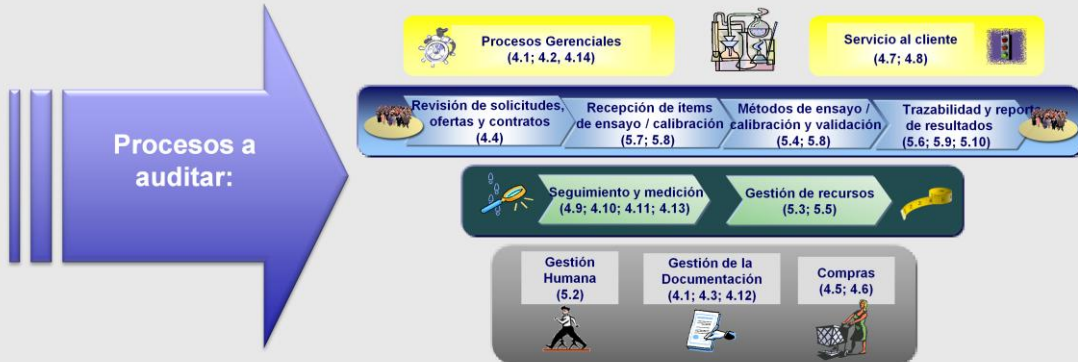 Procesos a
auditar:
Procesos Gerenciales
(4.1; 4.2, 4.14)
Servicio al cliente
(4.7; 4.8)
Revisión de solicitudes,
ofertas y contratos
(4.4)
Recepción de items
de ensayo / calibración
(5.7; 5.8)
Métodos de ensayo /
calibración y validación
(5.4; 5.8)
Trazabilidad y reporte
de resultados
(5.6; 5.9; 5.10)
Seguimiento y medición
(4.9; 4.10; 4.11; 4.13)
Gestión de recursos
(5.3; 5.5)
Gestión
Humana
(5.2)
Gestión de la
Documentación
(4.1; 4.3; 4.12)
Compras
(4.5; 4.6)